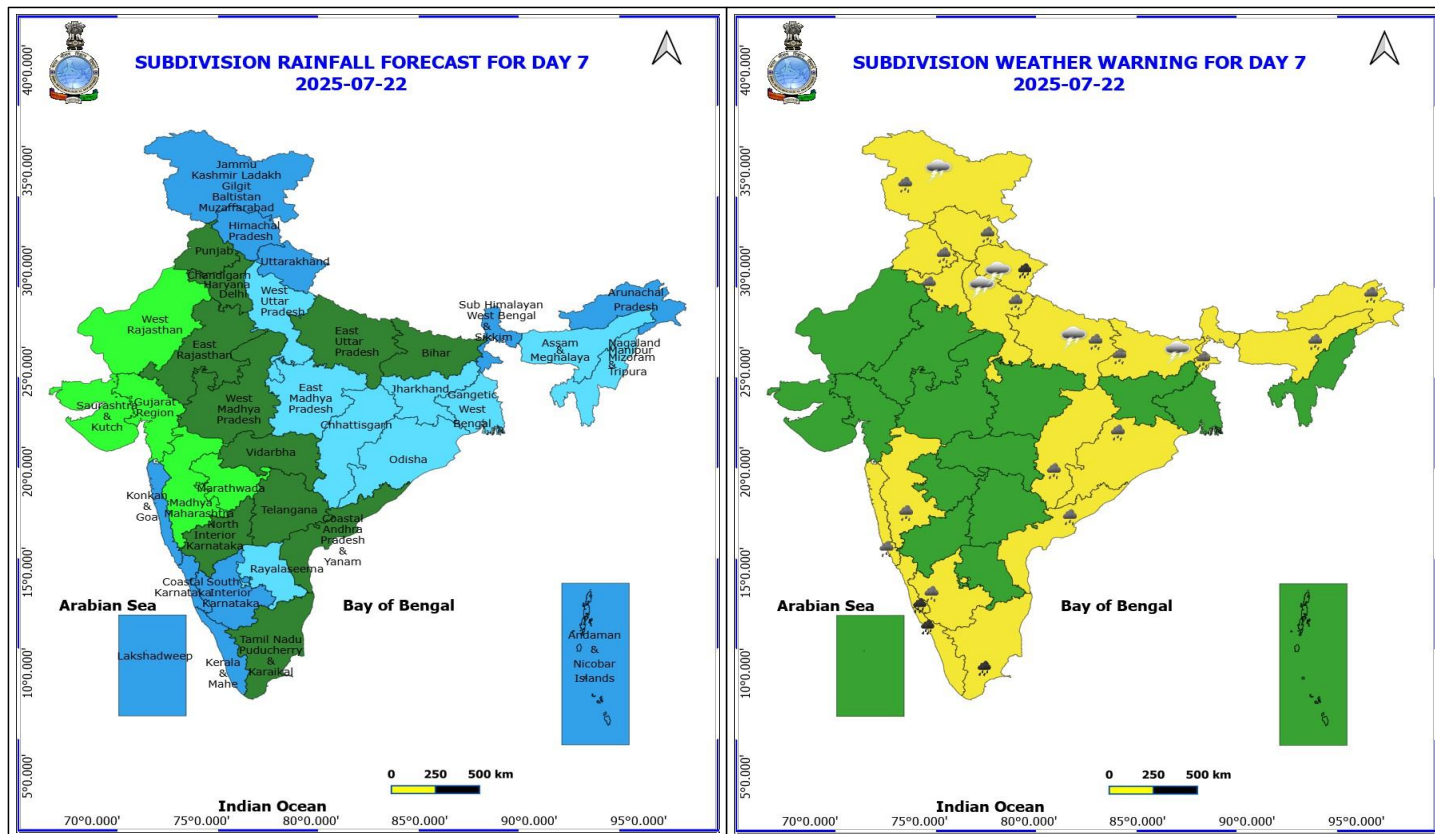 SUBDIVISION RAINFALL FORECAST FOR DAY 7
2025-07-22
40°0.000'
35°0.000'
30°0.000'
25°0.000'
20°0.000'
15°0.000'
10°0.000'
5°0.000'
Jammu
Kashmir Ladakh
Gilgit
Baltistan
Muzaffarabad
Himachal
Pradesh
Punjab
Uttarakhand
Chandigarh
Haryana
Delhi
West
Uttar
Pradesh
West
Rajasthan
East
Rajasthan
East
Uttar
Pradesh
Bihar
Sub Himalayan
West Bengal
&
Sikkim
Arunachal
Pradesh
Assam
&
Meghalaya
Nagaland
Manipur
Mizoram
&
Tripura
Saurashtra
&
Kutch
Gujarat
Region
West
Madhya
Pradesh
East
Madhya
Pradesh
Jharkhand
Gangetic
West
Bengal
Chhattisgarh
Odisha
Vidarbha
Konkan
&
Goa
Madhya
Maharashtra
Marathwada
Telangana
North
Interior
Karnataka
Coastal
Andhra
Pradesh
&
Yanam
Rayalaseema
Coastal
Karnataka
South
Interior
Karnataka
Tamil Nadu
Puducherry
&
Karaikal
Kerala
&
Mahe
Lakshadweep
Andaman
&
Nicobar
Islands
Arabian Sea
Bay of Bengal
Indian Ocean
0 250 500 km
70°0.000' 75°0.000' 80°0.000' 85°0.000' 90°0.000' 95°0.000'
SUBDIVISION WEATHER WARNING FOR DAY 7
2025-07-22
40°0.000'
35°0.000'
30°0.000'
25°0.000'
20°0.000'
15°0.000'
10°0.000'
5°0.000'
Arabian Sea
Bay of Bengal
Indian Ocean
0 250 500 km
70°0.000' 75°0.000' 80°0.000' 85°0.000' 90°0.000' 95°0.000'